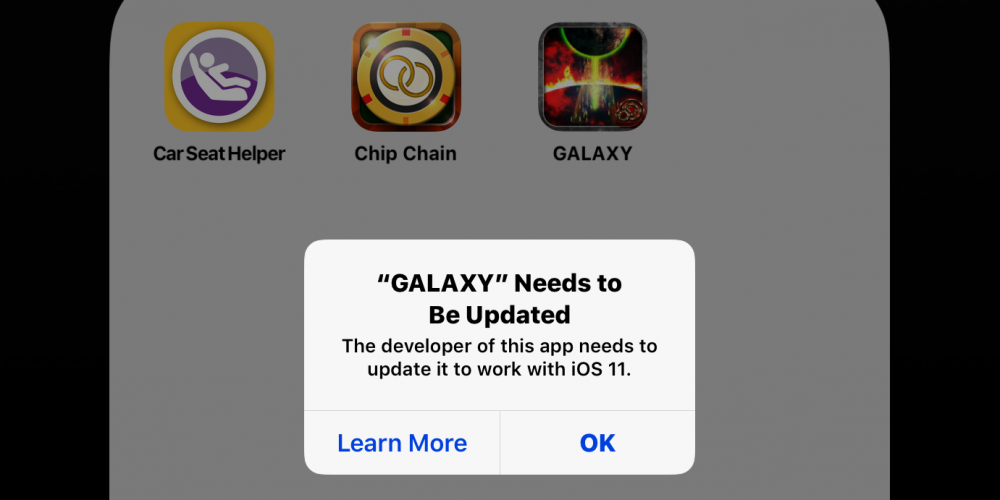 Car Seat Helper
Chip Chain
GALAXY
“GALAXY” Needs to
Be Updated
The developer of this app needs to
update it to work with iOS 11.
Learn More
OK